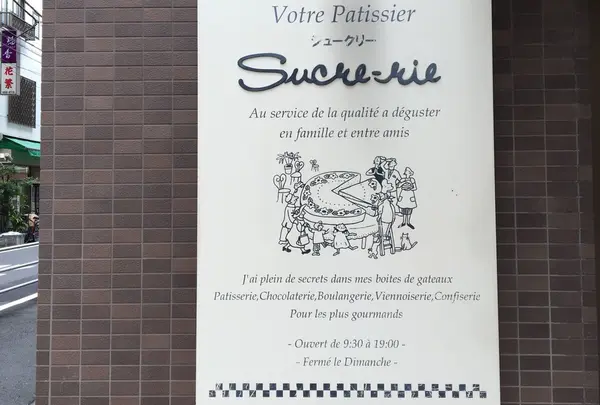 Votre Patissier
シュークリー
Sucre-rie
Au service de la qualité a déguster
en famille et entre amis
J'ai plein de secrets dans mes boites de gateaux
Patisserie,Chocolaterie,Boulangerie,Viennoiserie,Confiserie
Pour les plus gourmands
- Ouvert de 9:30 à 19:00 -
- Fermé le Dimanche -
花繁